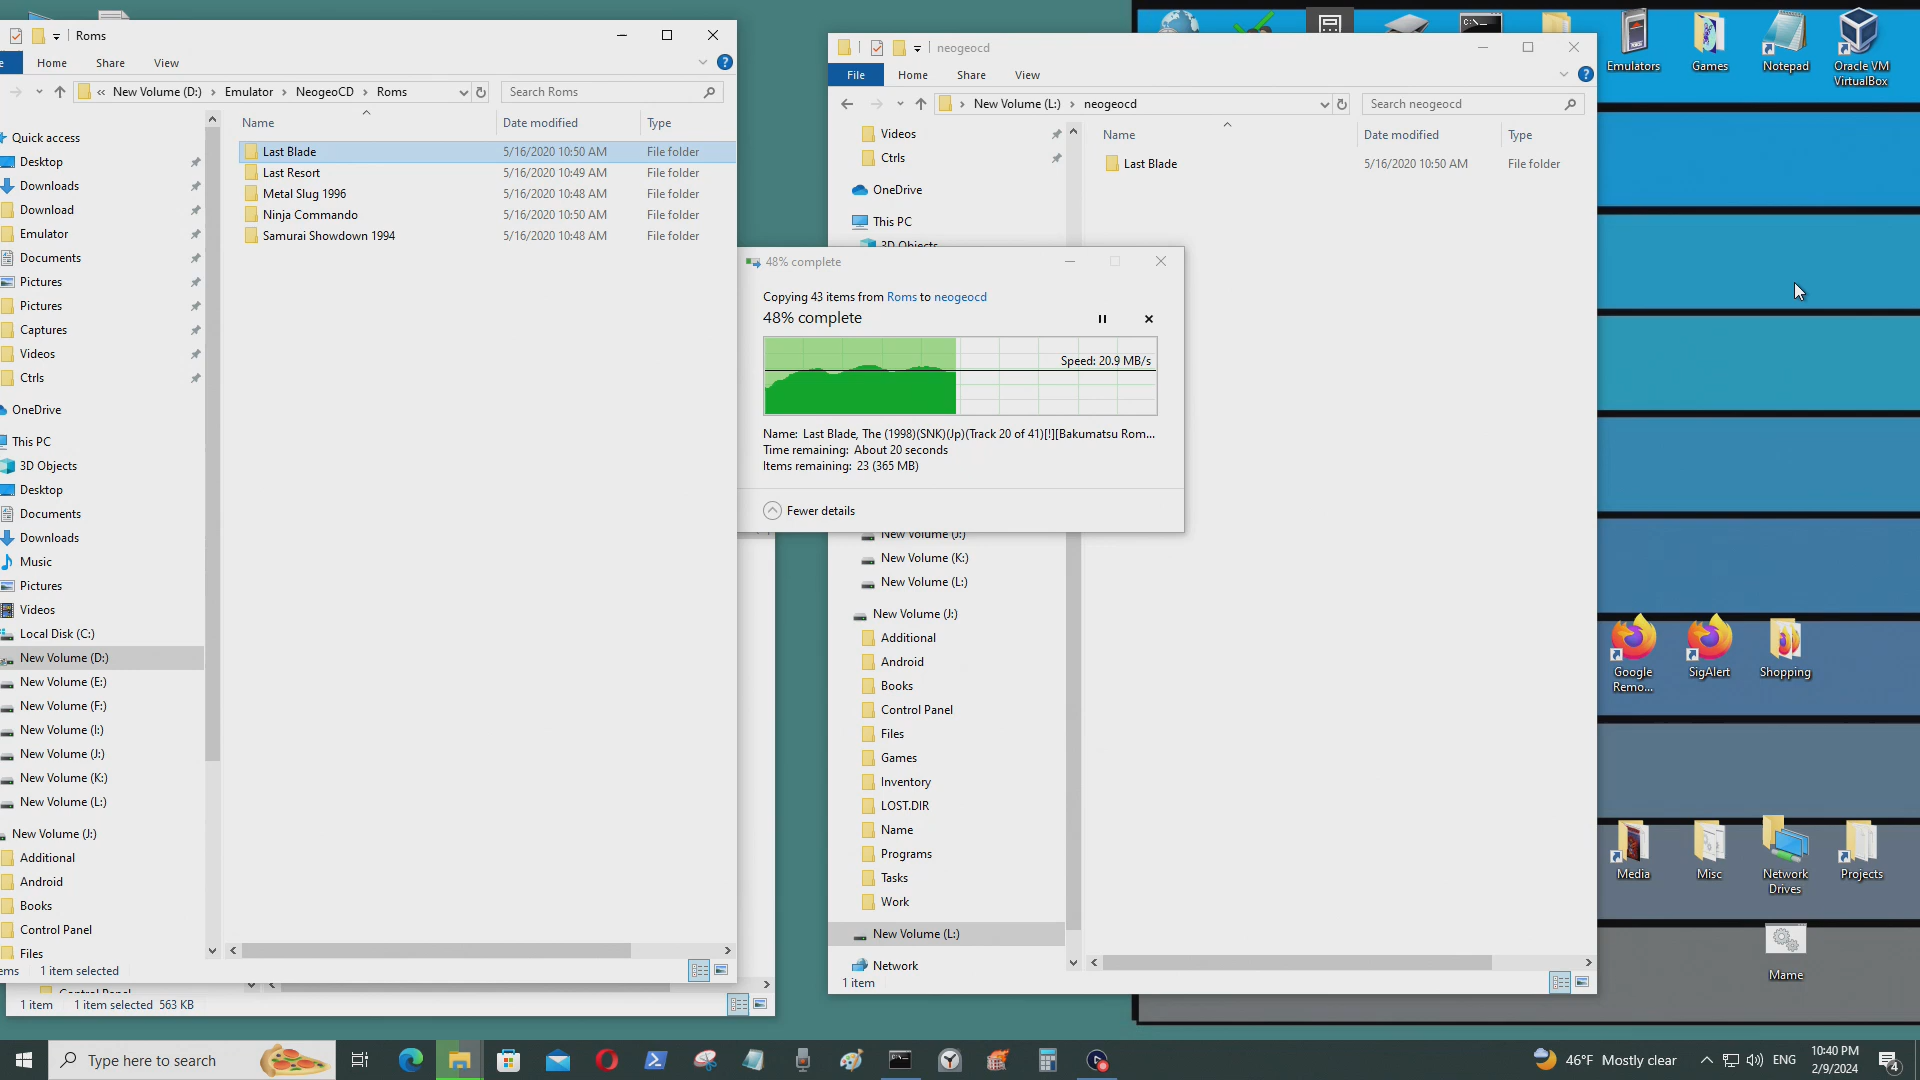 Roms
Home
Share
View
New Volume (D:)
Emulator
NeogeoCD
Roms
Search Roms
Name
Date modified
Type
Quick access
Desktop
Downloads
Download
Emulator
Documents
Pictures
Pictures
Captures
Videos
Ctrls
OneDrive
This PC
3D Objects
Desktop
Documents
Downloads
Music
Pictures
Videos
Local Disk (C:)
New Volume (D:)
New Volume (E:)
New Volume (F:)
New Volume (I:)
New Volume (J:)
New Volume (K:)
New Volume (L:)
New Volume (J:)
Additional
Android
Books
Control Panel
Files
Last Blade 5/16/2020 10:50 AM File folder
Last Resort 5/16/2020 10:49 AM File folder
Metal Slug 1996 5/16/2020 10:48 AM File folder
Ninja Commando 5/16/2020 10:50 AM File folder
Samurai Showdown 1994 5/16/2020 10:48 AM File folder
1 item selected
Control Panel
1 item 1 item selected 563 KB
neogeocd
File
Home
Share
View
New Volume (L:)
neogeocd
Search neogeocd
Name
Date modified
Type
Last Blade 5/16/2020 10:50 AM File folder
Videos
Ctrls
OneDrive
This PC
3D Objects
48% complete
Copying 43 items from Roms to neogeocd
48% complete
Speed: 20.9 MB/s
Name: Last Blade, The (1998)(SNK)(Jp)(Track 20 of 41)[!][Bakumatsu Rom...
Time remaining: About 20 seconds
Items remaining: 23 (365 MB)
Fewer details
New Volume (J:)
New Volume (K:)
New Volume (L:)
New Volume (J:)
Additional
Android
Books
Control Panel
Files
Games
Inventory
LOST.DIR
Name
Programs
Tasks
Work
New Volume (L:)
Network
1 item
Emulators
Games
Notepad
Oracle VM
VirtualBox
Google
Remo...
SigAlert
Shopping
Media
Misc
Network
Drives
Projects
Mame
Type here to search
46°F Mostly clear
ENG
10:40 PM
2/9/2024
4